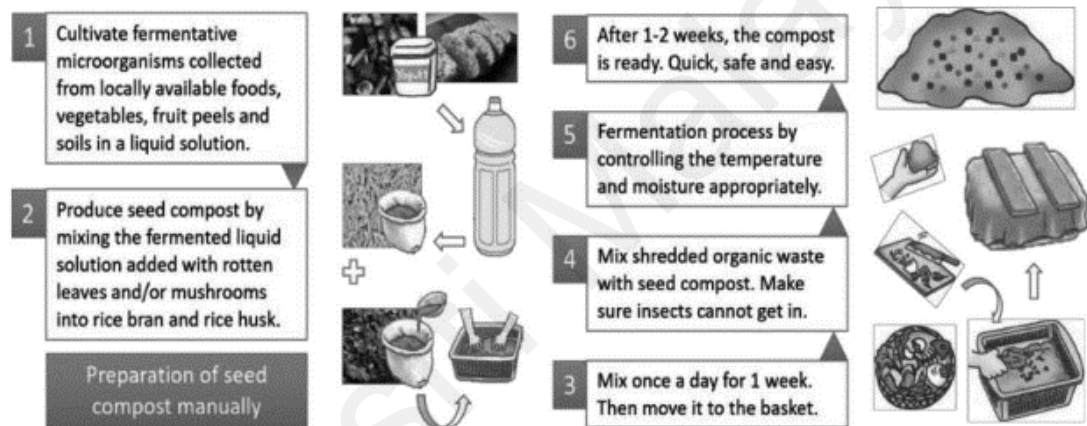 1
Cultivate fermentative
microorganisms collected
from locally available foods,
vegetables, fruit peels and
soils in a liquid solution.
2
Produce seed compost by
mixing the fermented liquid
solution added with rotten
leaves and/or mushrooms
into rice bran and rice husk.
Preparation of seed
compost manually
6
After 1-2 weeks, the compost
is ready. Quick, safe and easy.
5
Fermentation process by
controlling the temperature
and moisture appropriately.
4
Mix shredded organic waste
with seed compost. Make
sure insects cannot get in.
3
Mix once a day for 1 week.
Then move it to the basket.